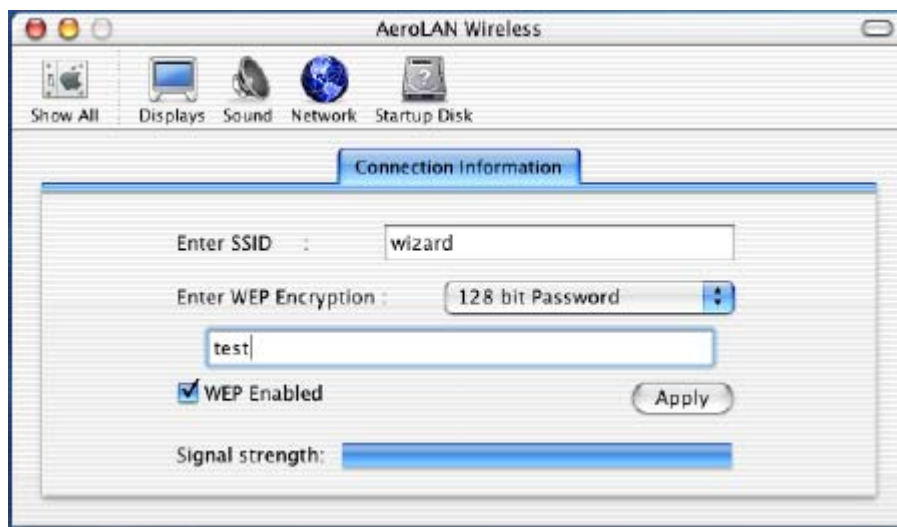 AeroLAN Wireless
Show All Displays Sound Network Startup Disk
Connection Information
Enter SSID : wizard
Enter WEP Encryption : 128 bit Password
test
WEP Enabled Apply
Signal strength: